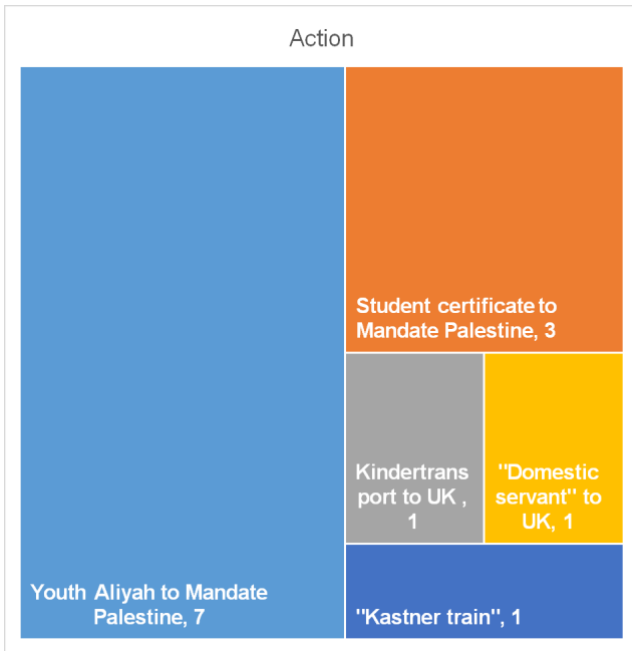 Action
Youth Aliyah to Mandate
Palestine, 7
Student certificate to
Mandate Palestine, 3
Kindertrans
port to UK ,
1
"Domestic
servant" to
UK, 1
"Kastner train", 1